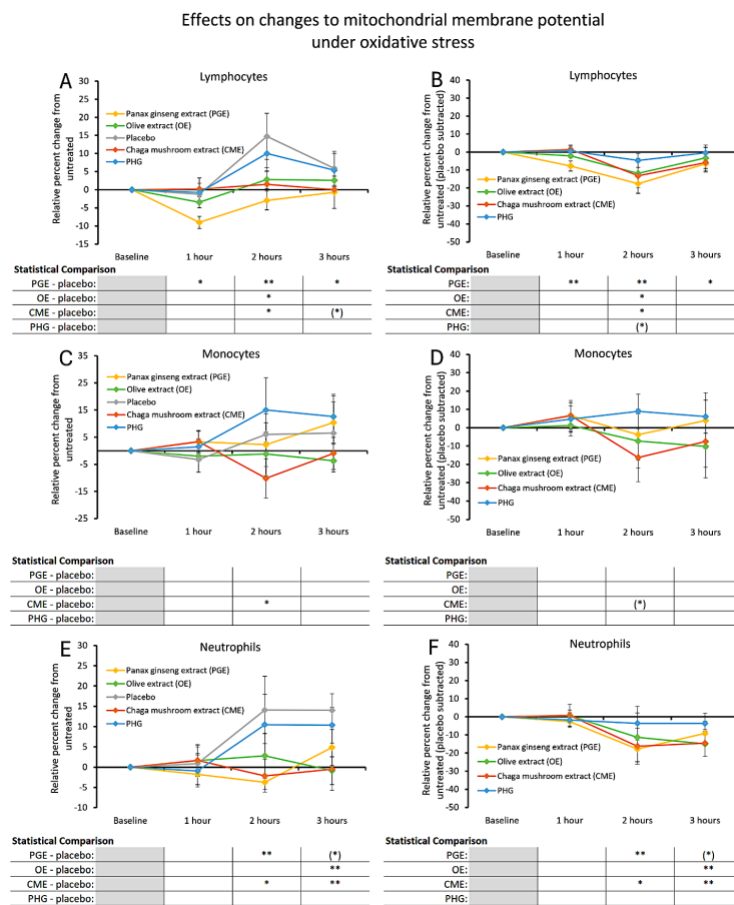 Effects on changes to mitochondrial membrane potential
under oxidative stress
A
Lymphocytes
Relative percent change from
untreated
30
25
20
15
10
5
0
-5
-10
-15
Panax ginseng extract (PGE)
Olive extract (OE)
Placebo
Chaga mushroom extract (CME)
PHG
Baseline 1 hour 2 hours 3 hours
Statistical Comparison
PGE - placebo: * ** *
OE - placebo: *
CME - placebo: * (*)
PHG - placebo:
B
Lymphocytes
Relative percent change from
untreated (placebo subtracted)
40
30
20
10
0
-10
-20
-30
-40
-50
Panax ginseng extract (PGE)
Olive extract (OE)
Chaga mushroom extract (CME)
PHG
Baseline 1 hour 2 hours 3 hours
Statistical Comparison
PGE: ** ** *
OE: *
CME: *
PHG: (*)
C
Monocytes
Relative percent change from
untreated
35
25
15
5
-5
-15
-25
Panax ginseng extract (PGE)
Olive extract (OE)
Placebo
Chaga mushroom extract (CME)
PHG
Baseline 1 hour 2 hours 3 hours
Statistical Comparison
PGE - placebo:
OE - placebo:
CME - placebo: *
PHG - placebo:
D
Monocytes
Relative percent change from
untreated (placebo subtracted)
40
30
20
10
0
-10
-20
-30
-40
-50
Panax ginseng extract (PGE)
Olive extract (OE)
Chaga mushroom extract (CME)
PHG
Baseline 1 hour 2 hours 3 hours
Statistical Comparison
PGE:
OE:
CME: (*)
PHG:
E
Neutrophils
Relative percent change from
untreated
30
25
20
15
10
5
0
-5
-10
Panax ginseng extract (PGE)
Olive extract (OE)
Placebo
Chaga mushroom extract (CME)
PHG
Baseline 1 hour 2 hours 3 hours
Statistical Comparison
PGE - placebo: ** (*)
OE - placebo: **
CME - placebo: * **
PHG - placebo:
F
Neutrophils
Relative percent change from
untreated (placebo subtracted)
40
30
20
10
0
-10
-20
-30
-40
-50
Panax ginseng extract (PGE)
Olive extract (OE)
Chaga mushroom extract (CME)
PHG
Baseline 1 hour 2 hours 3 hours
Statistical Comparison
PGE: ** (*)
OE: **
CME: * **
PHG: